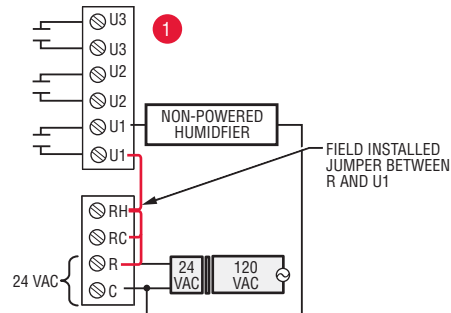 U3
1
U3
U2
U2
U1
NON-POWERED
HUMIDFIER
U1
FIELD INSTALLED
JUMPER BETWEEN
R AND U1
RH
RC
R
24
VAC
120
VAC
24 VAC
C